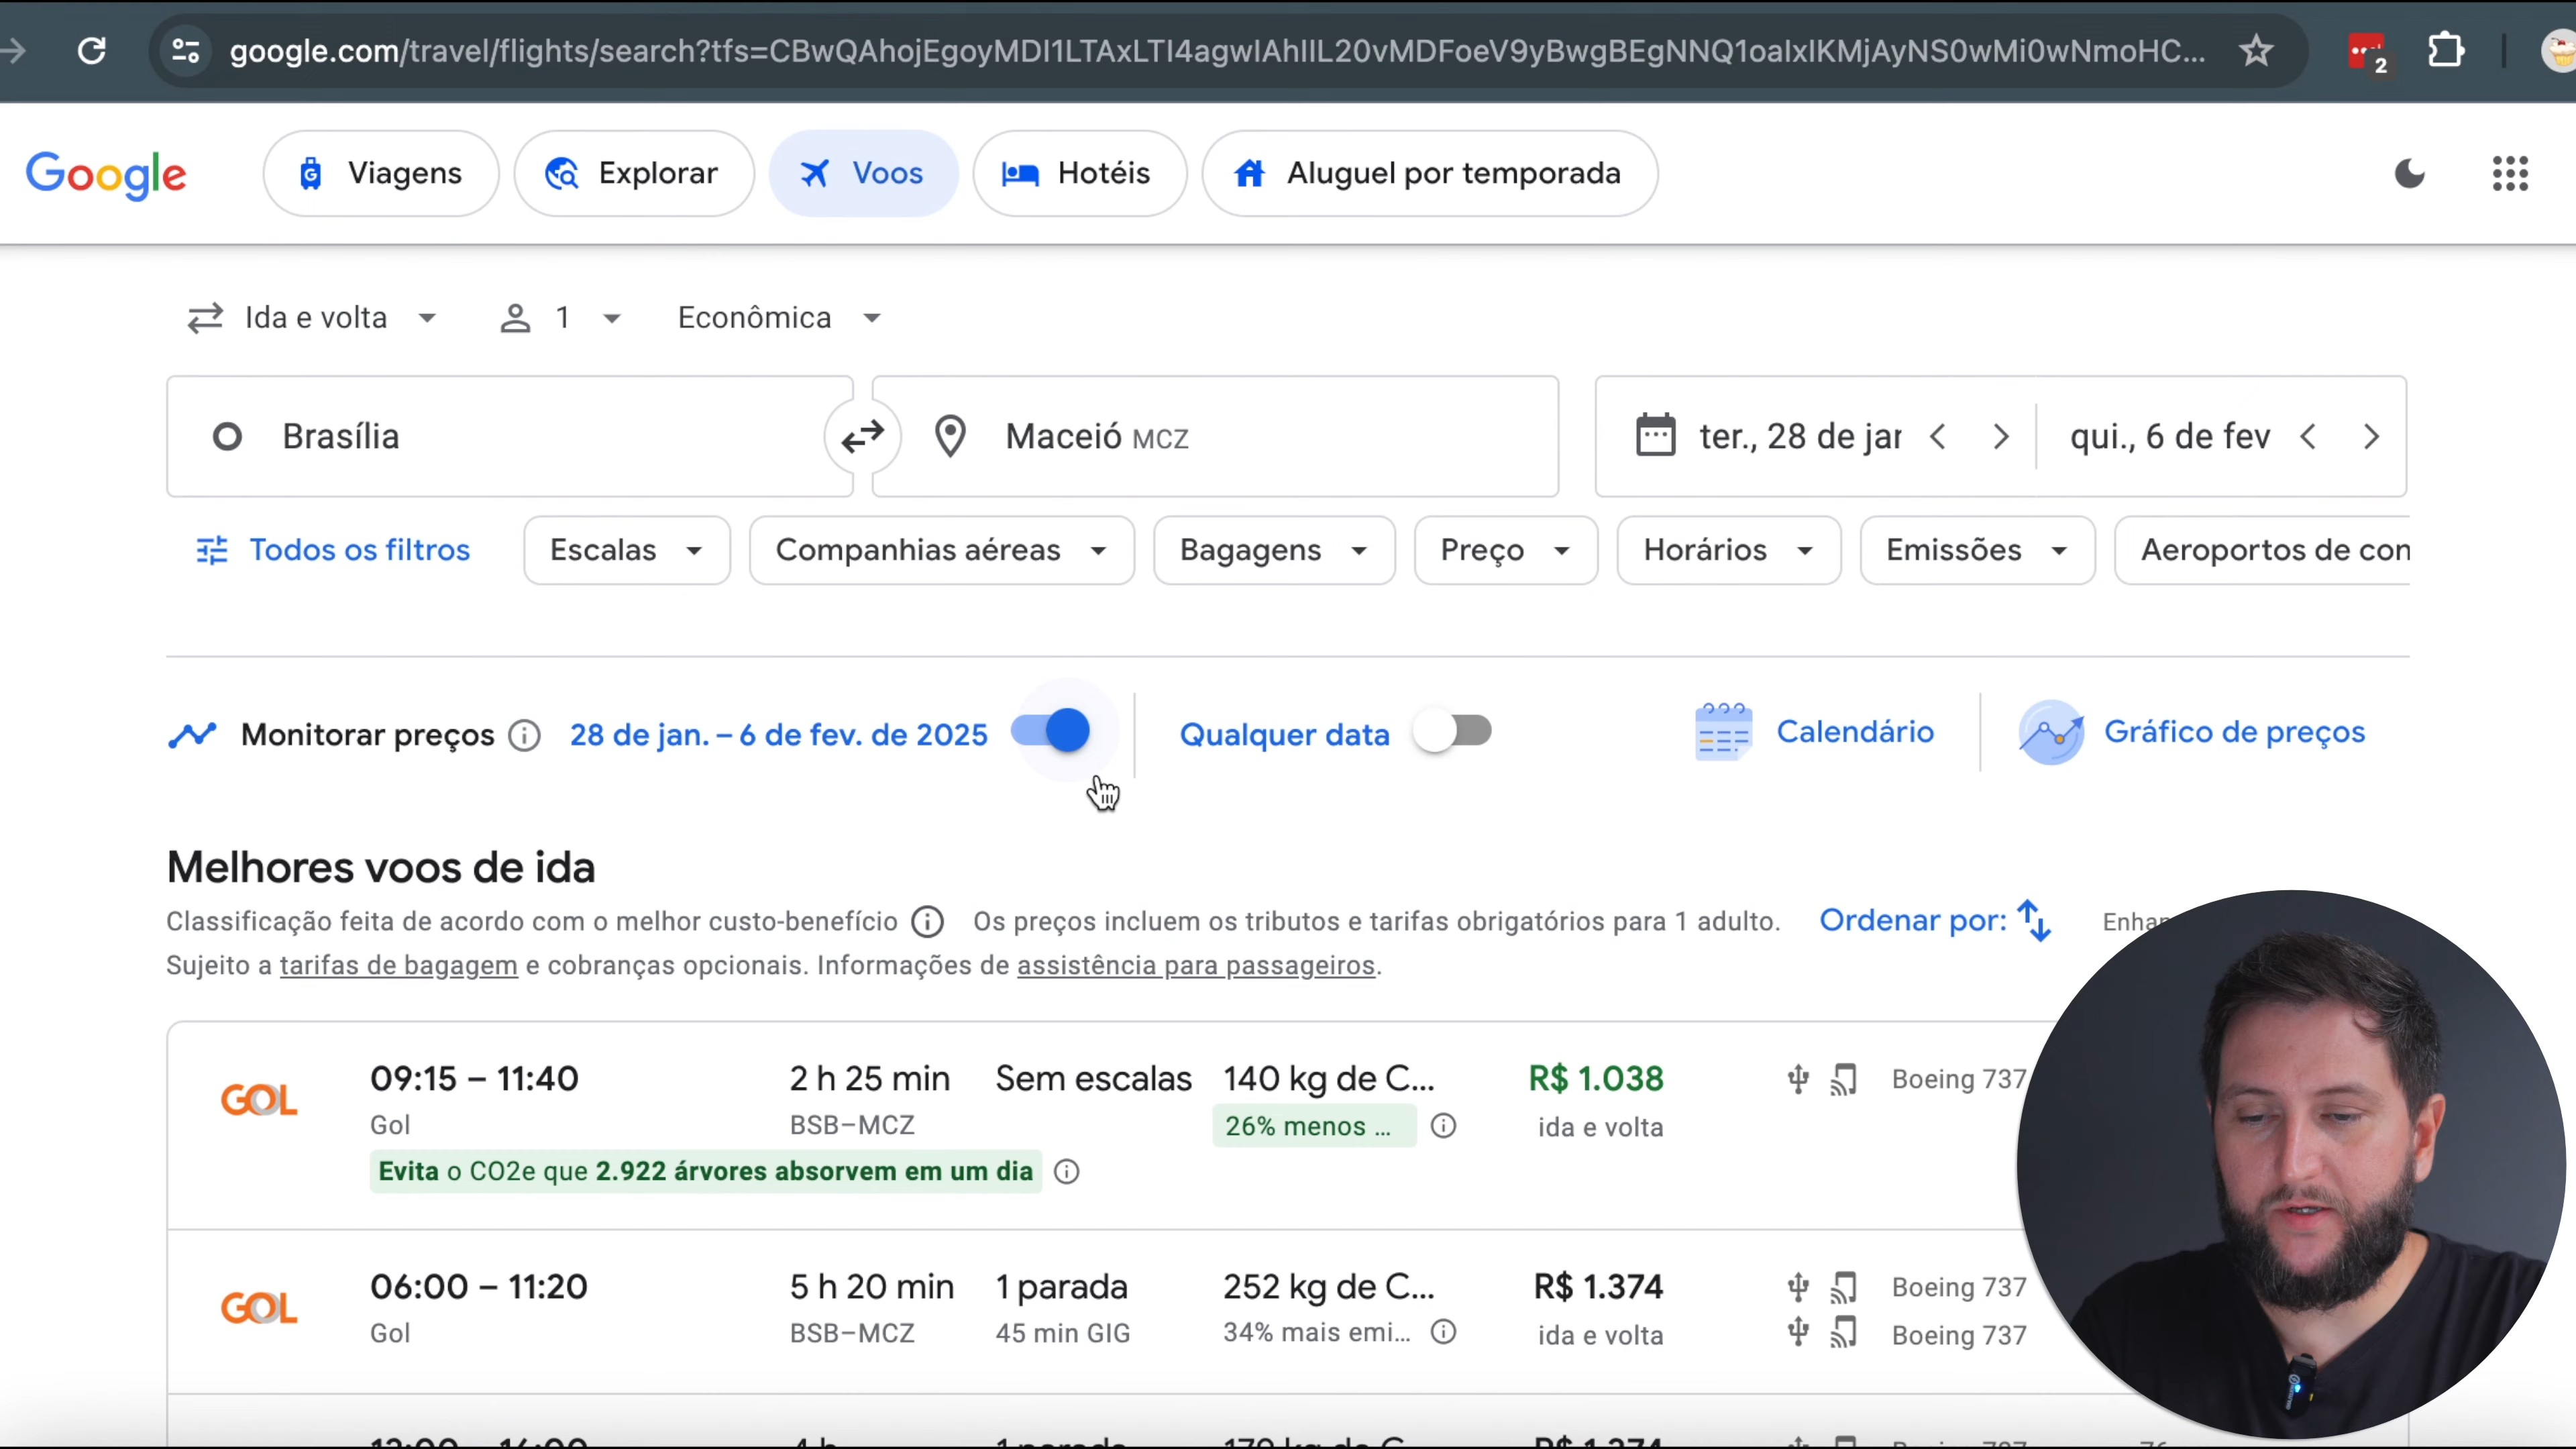 google.com/travel/flights/search?tfs=CBwQAhojEgoyMDI1LTAxLTI4agwIAhIIL20vMDFoeV9yBwgBEgNNQ1oaIxIKMjAyNS0wMi0wNmoHC...
2
Google
Viagens
Explorar
Voos
Hotéis
Aluguel por temporada
Ida e volta
1
Econômica
Brasília
Maceió MCZ
ter., 28 de jar
qui., 6 de fev
Todos os filtros
Escalas
Companhias aéreas
Bagagens
Preço
Horários
Emissões
Aeroportos de con
Monitorar preços
28 de jan. – 6 de fev. de 2025
Qualquer data
Calendário
Gráfico de preços
Melhores voos de ida
Classificação feita de acordo com o melhor custo-benefício
Os preços incluem os tributos e tarifas obrigatórios para 1 adulto.
Ordenar por:
Sujeito a tarifas de bagagem e cobranças opcionais. Informações de assistência para passageiros.
GOL
09:15 – 11:40
2 h 25 min
Sem escalas
140 kg de C...
R$ 1.038
Boeing 737
Gol
BSB–MCZ
26% menos ...
ida e volta
Evita o CO2e que 2.922 árvores absorvem em um dia
GOL
06:00 – 11:20
5 h 20 min
1 parada
252 kg de C...
R$ 1.374
Boeing 737
Gol
BSB–MCZ
45 min GIG
34% mais emi...
ida e volta
Boeing 737